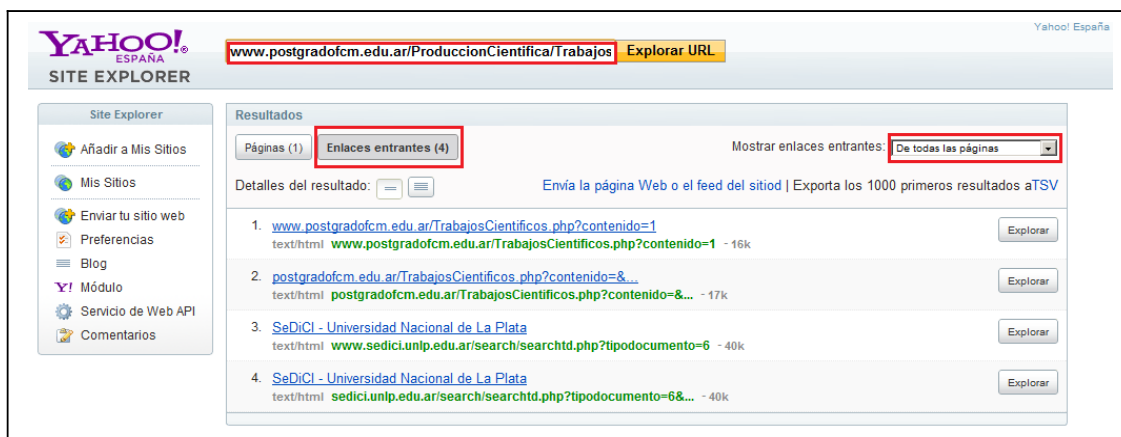 Yahoo! España
YAHOO!®
ESPAÑA
SITE EXPLORER
www.postgradofcm.edu.ar/ProduccionCientifica/Trabajos
Explorar URL
Site Explorer
Añadir a Mis Sitios
Mis Sitios
Enviar tu sitio web
Preferencias
Blog
Y! Módulo
Servicio de Web API
Comentarios
Resultados
Páginas (1) Enlaces entrantes (4) Mostrar enlaces entrantes: De todas las páginas
Detalles del resultado: Envía la página Web o el feed del sitiod | Exporta los 1000 primeros resultados aTSV
1. www.postgradofcm.edu.ar/TrabajosCientificos.php?contenido=1 Explorar
text/html www.postgradofcm.edu.ar/TrabajosCientificos.php?contenido=1 - 16k
2. postgradofcm.edu.ar/TrabajosCientificos.php?contenido=&... Explorar
text/html postgradofcm.edu.ar/TrabajosCientificos.php?contenido=&... - 17k
3. SeDiCI - Universidad Nacional de La Plata Explorar
text/html www.sedici.unlp.edu.ar/search/searchtd.php?tipodocumento=6 - 40k
4. SeDiCI - Universidad Nacional de La Plata Explorar
text/html sedici.unlp.edu.ar/search/searchtd.php?tipodocumento=6&... - 40k